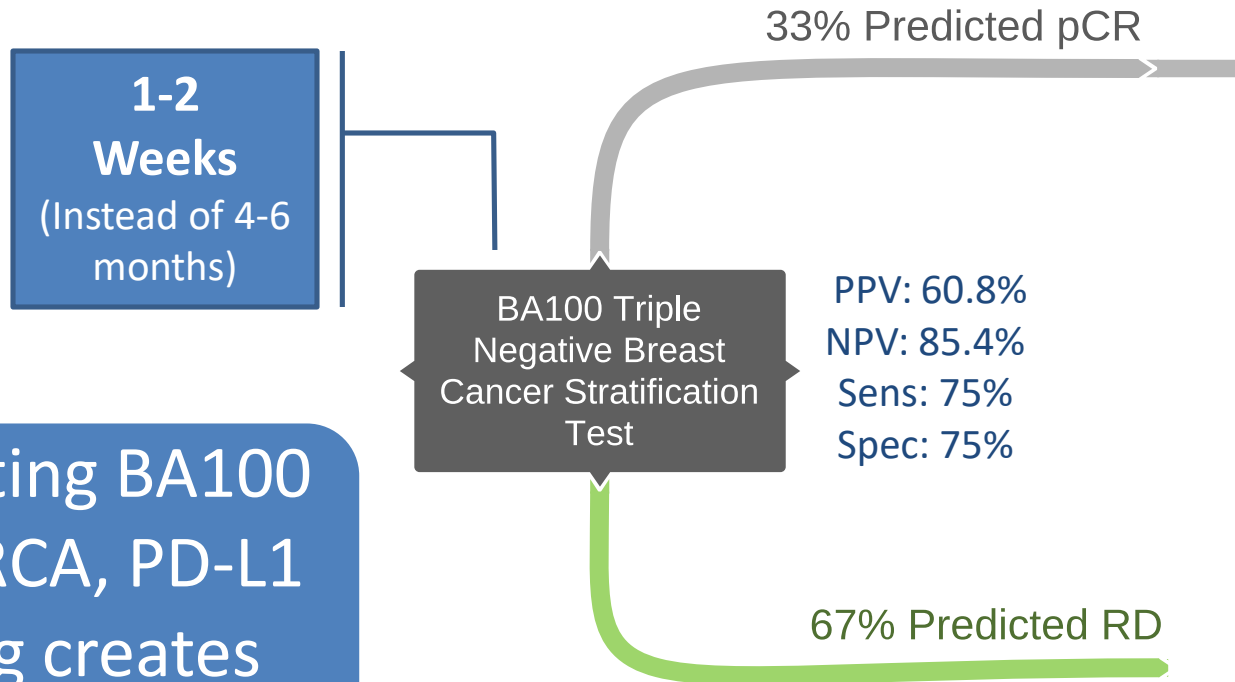 33% Predicted pCR
1-2
Weeks
(Instead of 4-6
months)
BA100 Triple
Negative Breast
Cancer Stratification
Test
PPV: 60.8%
NPV: 85.4%
Sens: 75%
Spec: 75%
ting BA100
RCA, PD-L1
g creates
67% Predicted RD